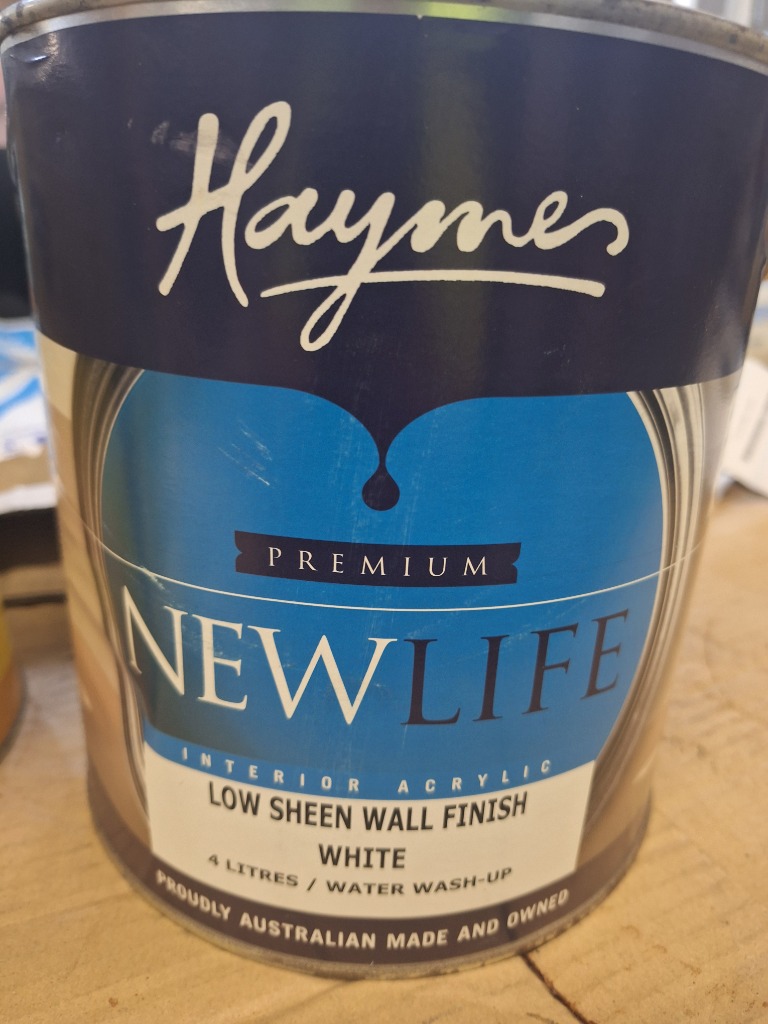 Haymes
PREMIUM
NEWLIFE
INTERIOR ACRYLIC
LOW SHEEN WALL FINISH
WHITE
4 LITRES / WATER WASH-UP
PROUDLY AUSTRALIAN MADE AND OWNED